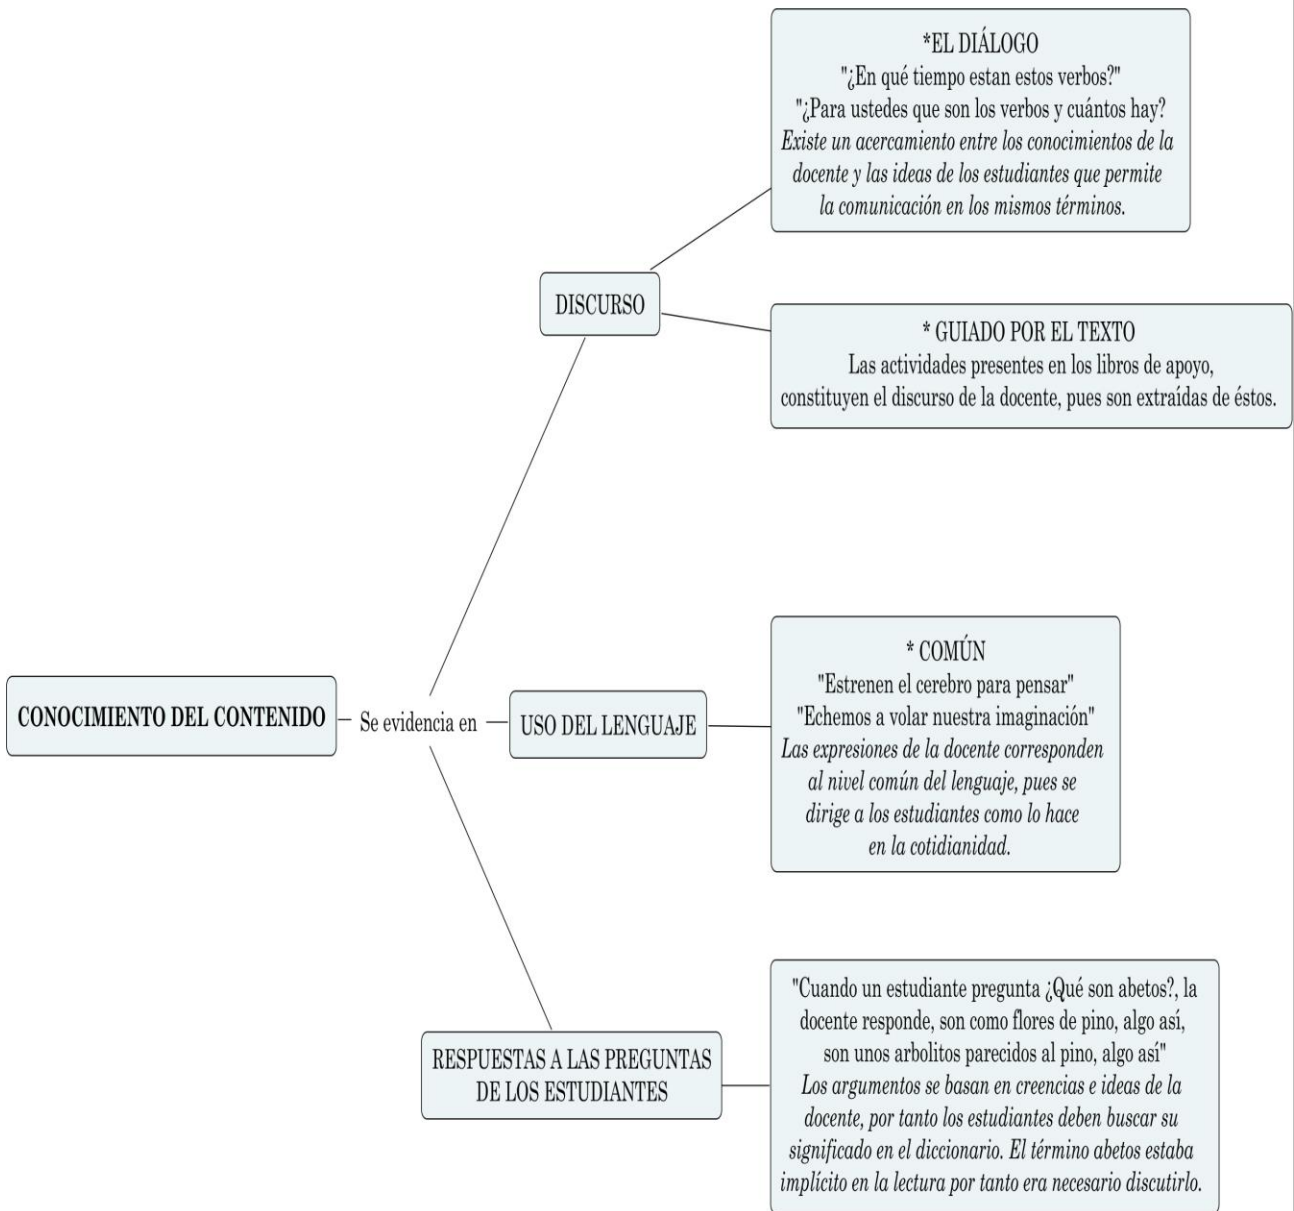 CONOCIMIENTO DEL CONTENIDO
Se evidencia en
DISCURSO
*EL DIÁLOGO
"¿En qué tiempo estan estos verbos?"
"¿Para ustedes que son los verbos y cuántos hay?
Existe un acercamiento entre los conocimientos de la
docente y las ideas de los estudiantes que permite
la comunicación en los mismos términos.
* GUIADO POR EL TEXTO
Las actividades presentes en los libros de apoyo,
constituyen el discurso de la docente, pues son extraídas de éstos.
USO DEL LENGUAJE
* COMÚN
"Estrenen el cerebro para pensar"
"Echemos a volar nuestra imaginación"
Las expresiones de la docente corresponden
al nivel común del lenguaje, pues se
dirige a los estudiantes como lo hace
en la cotidianidad.
RESPUESTAS A LAS PREGUNTAS
DE LOS ESTUDIANTES
"Cuando un estudiante pregunta ¿Qué son abetos?, la
docente responde, son como flores de pino, algo así,
son unos arbolitos parecidos al pino, algo así"
Los argumentos se basan en creencias e ideas de la
docente, por tanto los estudiantes deben buscar su
significado en el diccionario. El término abetos estaba
implícito en la lectura por tanto era necesario discutirlo.